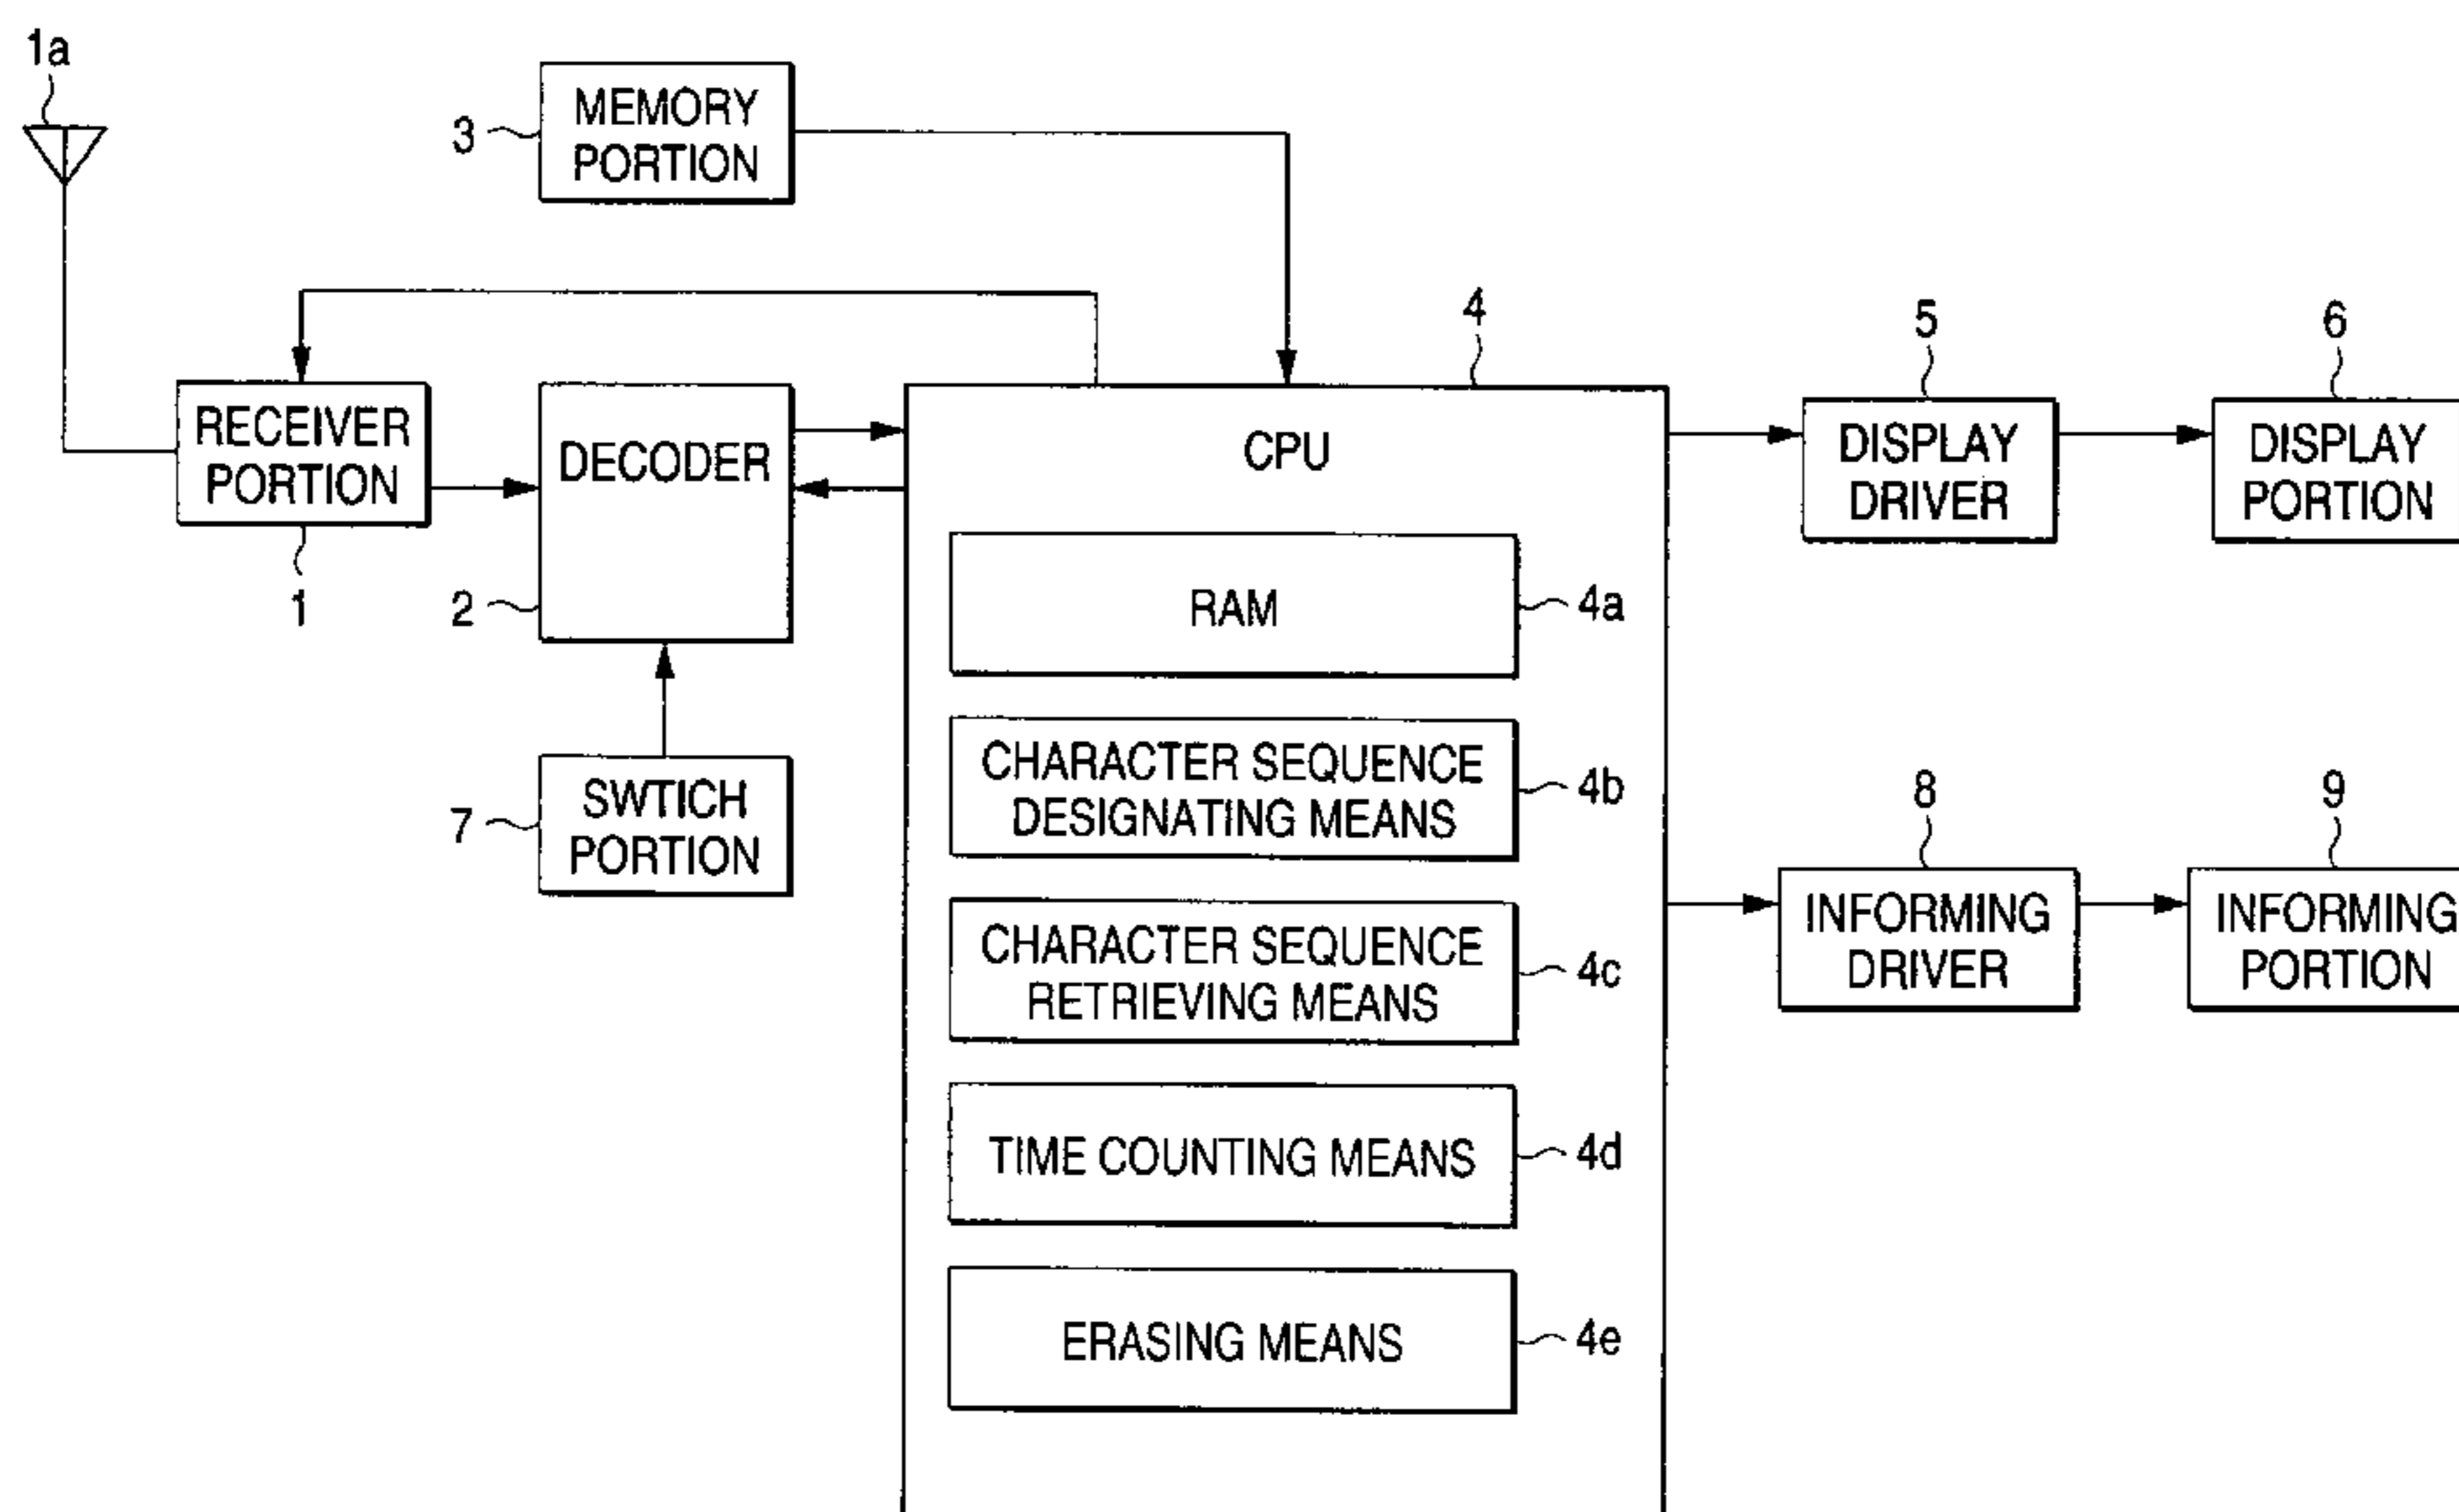 1a
3
MEMORY
PORTION
4
5
6
RECEIVER
PORTION
1
DECODER
2
CPU
DISPLAY
DRIVER
DISPLAY
PORTION
RAM
4a
7
SWTICH
PORTION
CHARACTER SEQUENCE
DESIGNATING MEANS
4b
8
9
CHARACTER SEQUENCE
RETRIEVING MEANS
4c
INFORMING
DRIVER
INFORMING
PORTION
TIME COUNTING MEANS
4d
ERASING MEANS
4e